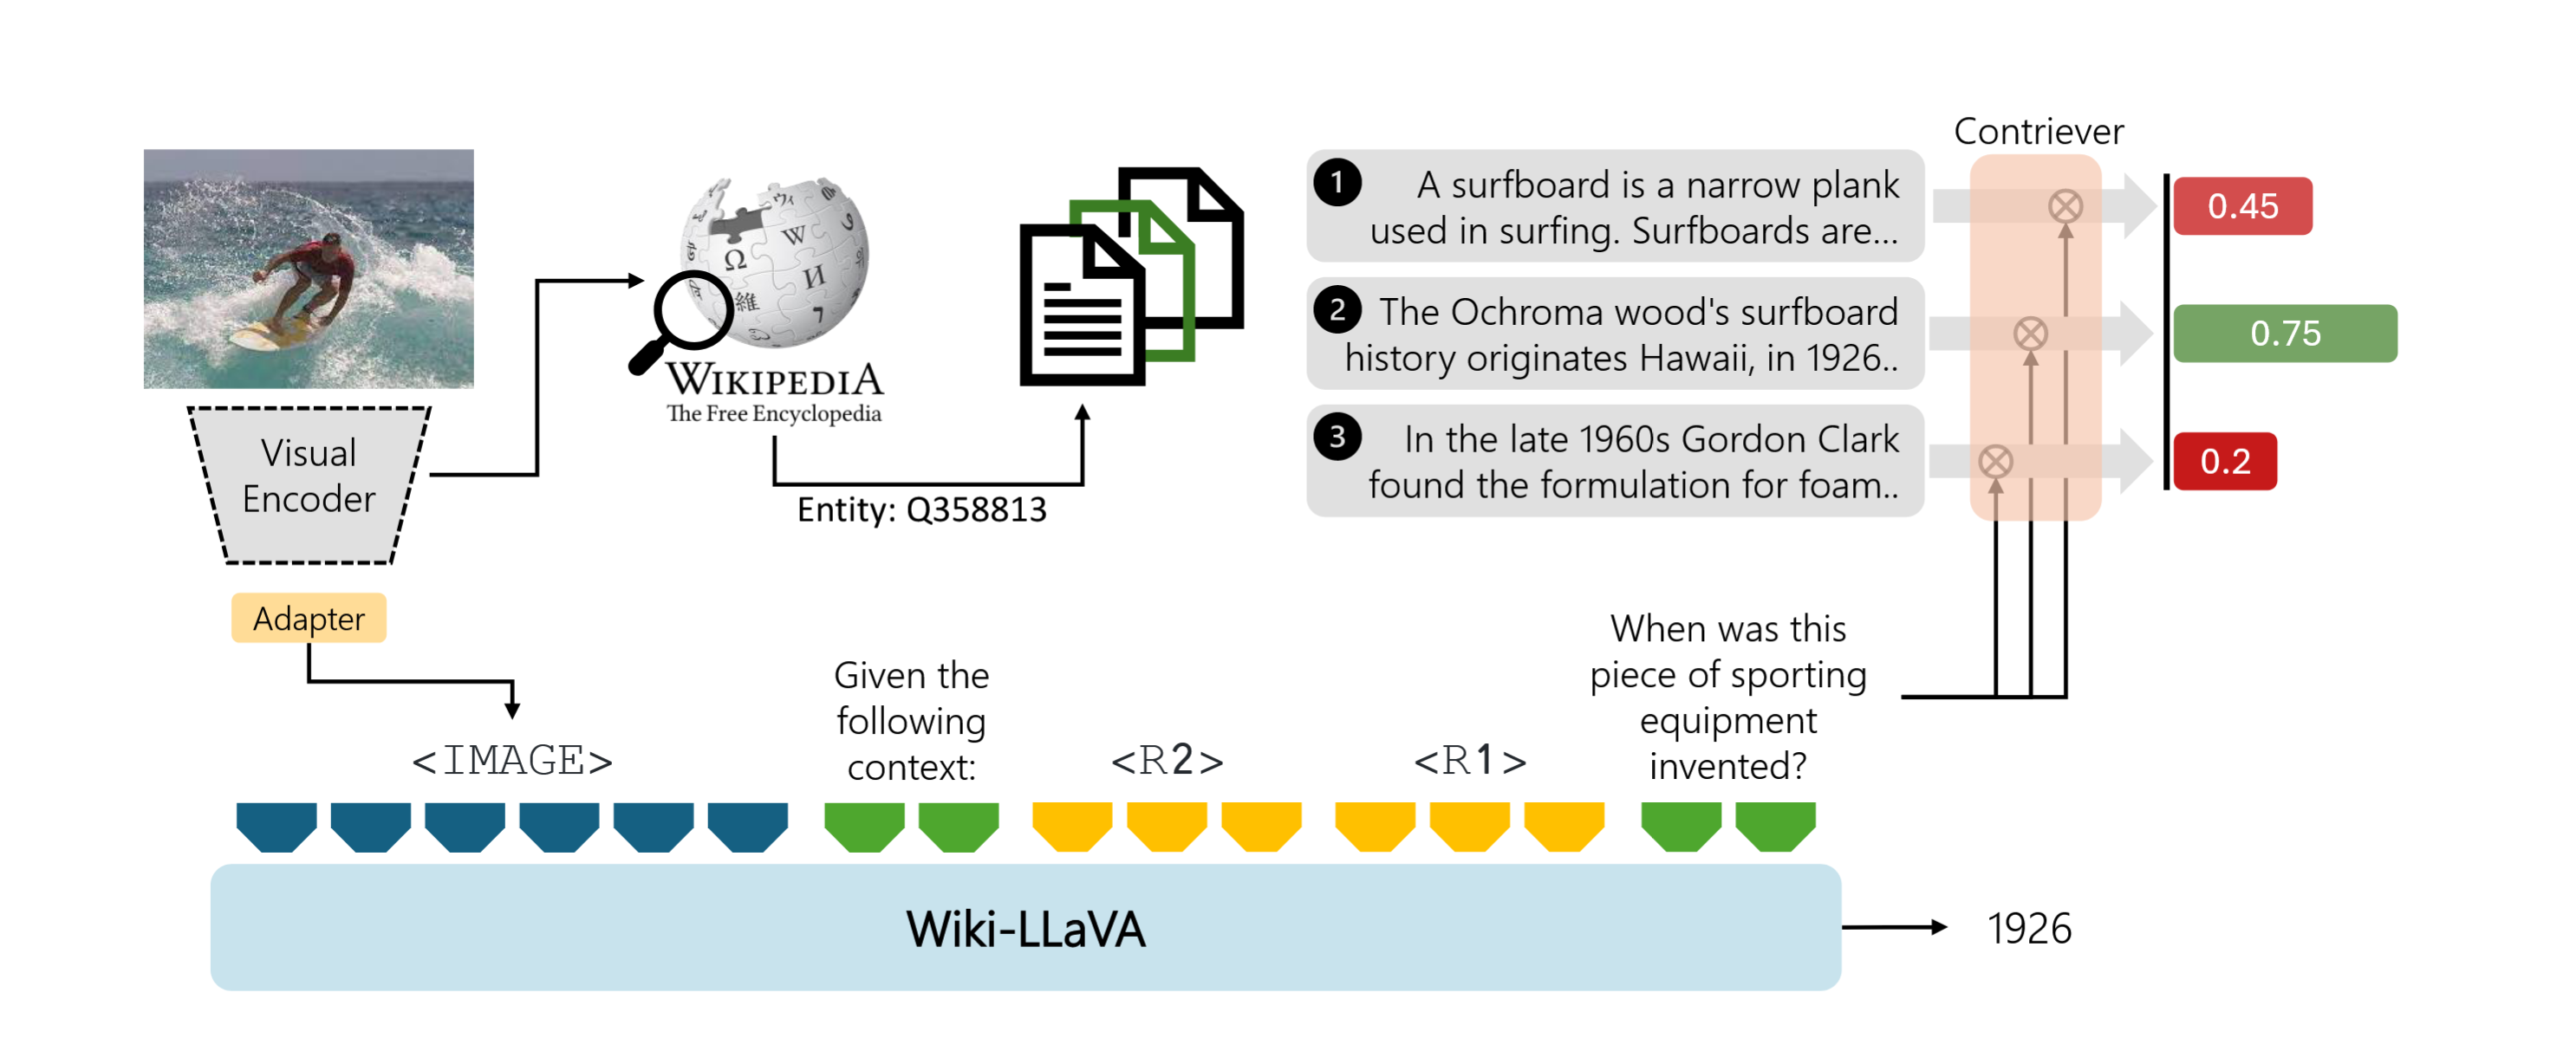 Contriever
1 A surfboard is a narrow plank
used in surfing. Surfboards are...
2 The Ochroma wood's surfboard
history originates Hawaii, in 1926..
3 In the late 1960s Gordon Clark
found the formulation for foam..
0.45
0.75
0.2
Ω
W
И
維
7
WIKIPEDIA
The Free Encyclopedia
Entity: Q358813
Visual
Encoder
Adapter
<IMAGE>
Given the
following
context:
<R2>
<R1>
When was this
piece of sporting
equipment
invented?
Wiki-LLaVA
1926